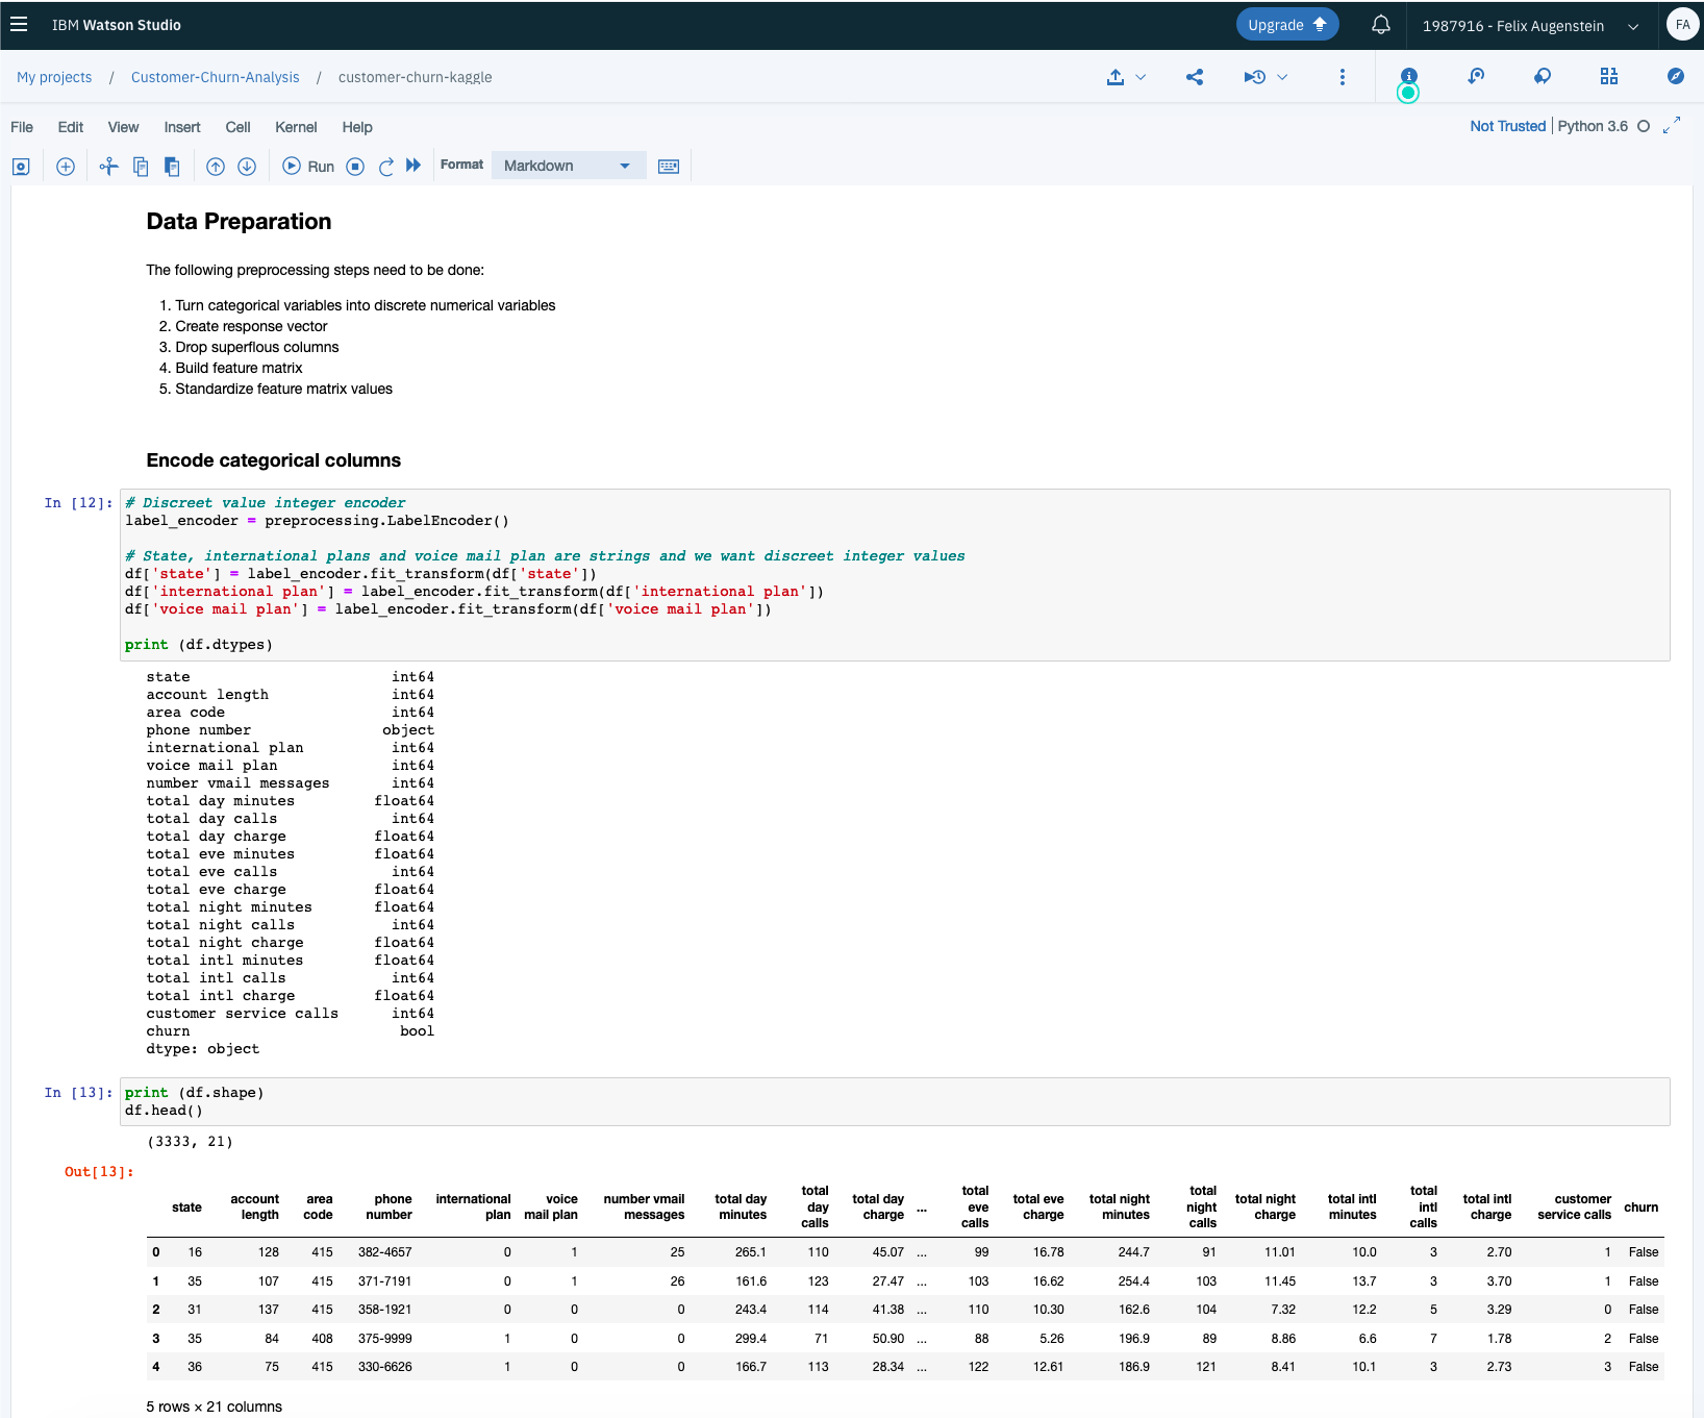 IBM Watson Studio
Upgrade
1987916 - Felix Augenstein
FA
My projects / Customer-Churn-Analysis / customer-churn-kaggle
File Edit View Insert Cell Kernel Help
Not Trusted | Python 3.6
Run
Format
Markdown
Data Preparation
The following preprocessing steps need to be done:
1. Turn categorical variables into discrete numerical variables
2. Create response vector
3. Drop superflous columns
4. Build feature matrix
5. Standardize feature matrix values
Encode categorical columns
In [12]:
# Discreet value integer encoder
label_encoder = preprocessing.LabelEncoder()
# State, international plans and voice mail plan are strings and we want discreet integer values
df['state'] = label_encoder.fit_transform(df['state'])
df['international plan'] = label_encoder.fit_transform(df['international plan'])
df['voice mail plan'] = label_encoder.fit_transform(df['voice mail plan'])
print (df.dtypes)
state int64
account length int64
area code int64
phone number object
international plan int64
voice mail plan int64
number vmail messages int64
total day minutes float64
total day calls int64
total day charge float64
total eve minutes float64
total eve calls int64
total eve charge float64
total night minutes float64
total night calls int64
total night charge float64
total intl minutes float64
total intl calls int64
total intl charge float64
customer service calls int64
churn bool
dtype: object
In [13]:
print (df.shape)
df.head()
(3333, 21)
Out[13]:
state account length area code phone number international plan voice mail plan number vmail messages total day minutes total day calls total day charge ... total eve calls total eve charge total night minutes total night calls total night charge total intl minutes total intl calls total intl charge customer service calls churn
0 16 128 415 382-4657 0 1 25 265.1 110 45.07 ... 99 16.78 244.7 91 11.01 10.0 3 2.70 1 False
1 35 107 415 371-7191 0 1 26 161.6 123 27.47 ... 103 16.62 254.4 103 11.45 13.7 3 3.70 1 False
2 31 137 415 358-1921 0 0 0 243.4 114 41.38 ... 110 10.30 162.6 104 7.32 12.2 5 3.29 0 False
3 35 84 408 375-9999 1 0 0 299.4 71 50.90 ... 88 5.26 196.9 89 8.86 6.6 7 1.78 2 False
4 36 75 415 330-6626 1 0 0 166.7 113 28.34 ... 122 12.61 186.9 121 8.41 10.1 3 2.73 3 False
5 rows × 21 columns